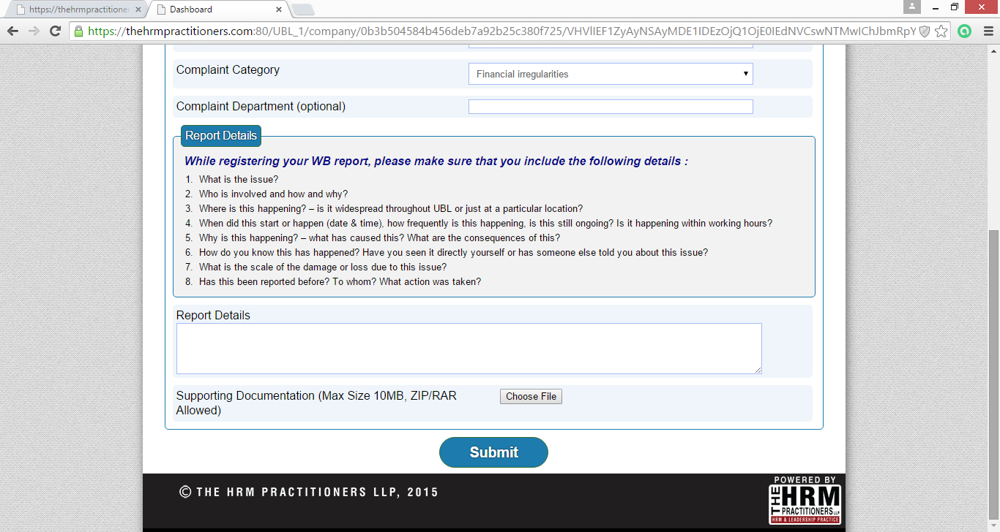 https://thehrmpractitione
Dashboard
https://thehrmpractitioners.com:80/UBL_1/company/0b3b504584b456deb7a92b25c380f725/VHVlIEF1ZyAyNSAyMDE1IDEzOjQ1OjE0IEdNVCswNTMwIChJbmRpY
Complaint Category
Financial irregularities
Complaint Department (optional)
Report Details
While registering your WB report, please make sure that you include the following details :
1. What is the issue?
2. Who is involved and how and why?
3. Where is this happening? – is it widespread throughout UBL or just at a particular location?
4. When did this start or happen (date & time), how frequently is this happening, is this still ongoing? Is it happening within working hours?
5. Why is this happening? – what has caused this? What are the consequences of this?
6. How do you know this has happened? Have you seen it directly yourself or has someone else told you about this issue?
7. What is the scale of the damage or loss due to this issue?
8. Has this been reported before? To whom? What action was taken?
Report Details
Supporting Documentation (Max Size 10MB, ZIP/RAR
Allowed)
Choose File
Submit
© THE HRM PRACTITIONERS LLP, 2015
POWERED BY
THE HRM
PRACTITIONERS LLP
HRM & LEADERSHIP PRACTICE